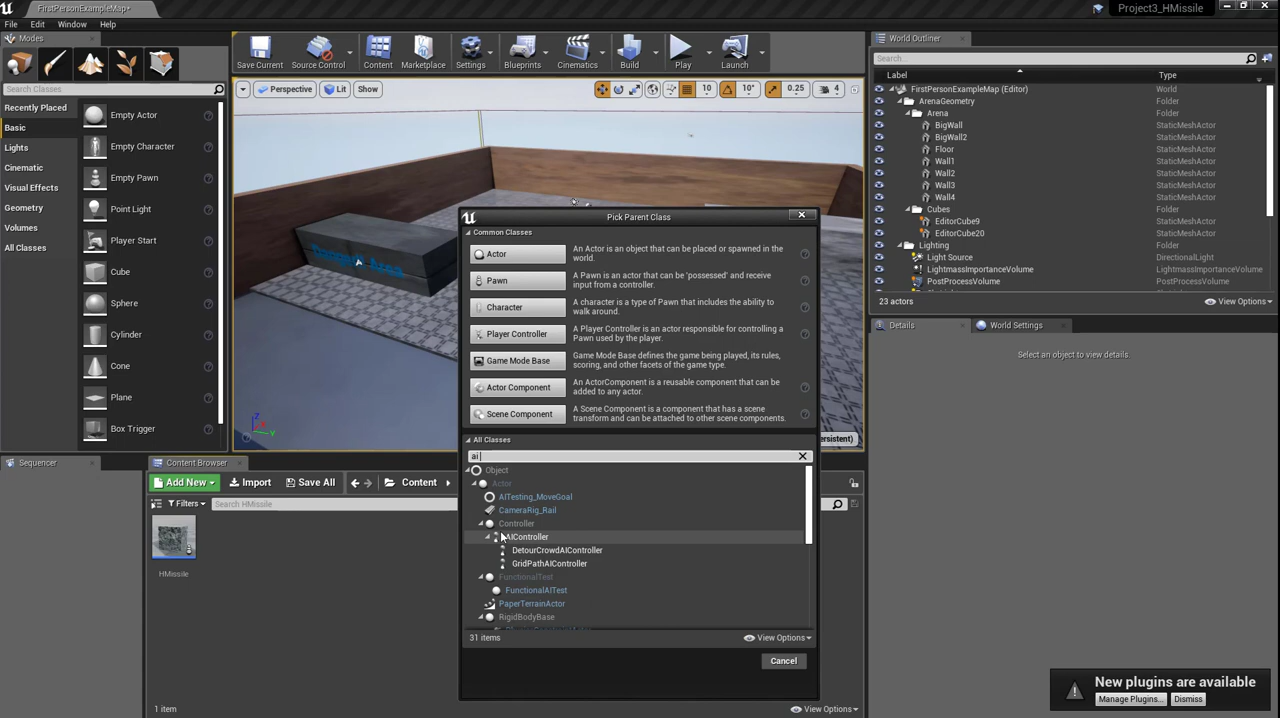 FirstPersonExampleMap*
Project3_HMissile
File Edit Window Help
Modes
Search Classes
Recently Placed
Basic
Lights
Cinematic
Visual Effects
Geometry
Volumes
All Classes
Empty Actor
Empty Character
Empty Pawn
Point Light
Player Start
Cube
Sphere
Cylinder
Cone
Plane
Box Trigger
Save Current
Source Control
Content
Marketplace
Settings
Blueprints
Cinematics
Build
Play
Launch
Perspective
Lit
Show
10
10°
0.25
4
Z
Y
sistent)
Pick Parent Class
Common Classes
Actor
An Actor is an object that can be placed or spawned in the
world.
Pawn
A Pawn is an actor that can be 'possessed' and receive
input from a controller.
Character
A character is a type of Pawn that includes the ability to
walk around.
Player Controller
A Player Controller is an actor responsible for controlling a
Pawn used by the player.
Game Mode Base
Game Mode Base defines the game being played, its rules,
scoring, and other facets of the game type.
Actor Component
An ActorComponent is a reusable component that can be
added to any actor.
Scene Component
A Scene Component is a component that has a scene
transform and can be attached to other scene components.
All Classes
ai
Object
Actor
AITesting_MoveGoal
CameraRig_Rail
Controller
AIController
DetourCrowdAIController
GridPathAIController
FunctionalTest
FunctionalAITest
PaperTerrainActor
RigidBodyBase
31 items
View Options
Cancel
World Outliner
Search...
Label Type
FirstPersonExampleMap (Editor) World
ArenaGeometry Folder
Arena Folder
BigWall StaticMeshActor
BigWall2 StaticMeshActor
Floor StaticMeshActor
Wall1 StaticMeshActor
Wall2 StaticMeshActor
Wall3 StaticMeshActor
Wall4 StaticMeshActor
Cubes Folder
EditorCube9 StaticMeshActor
EditorCube20 StaticMeshActor
Lighting Folder
Light Source DirectionalLight
LightmassImportanceVolume LightmassImportanceVolume
PostProcessVolume PostProcessVolume
23 actors
View Options
Details
World Settings
Select an object to view details.
Sequencer
Content Browser
Add New
Import
Save All
Content
Filters
Search HMissile
HMissile
1 item
View Options
New plugins are available
Manage Plugins...
Dismiss